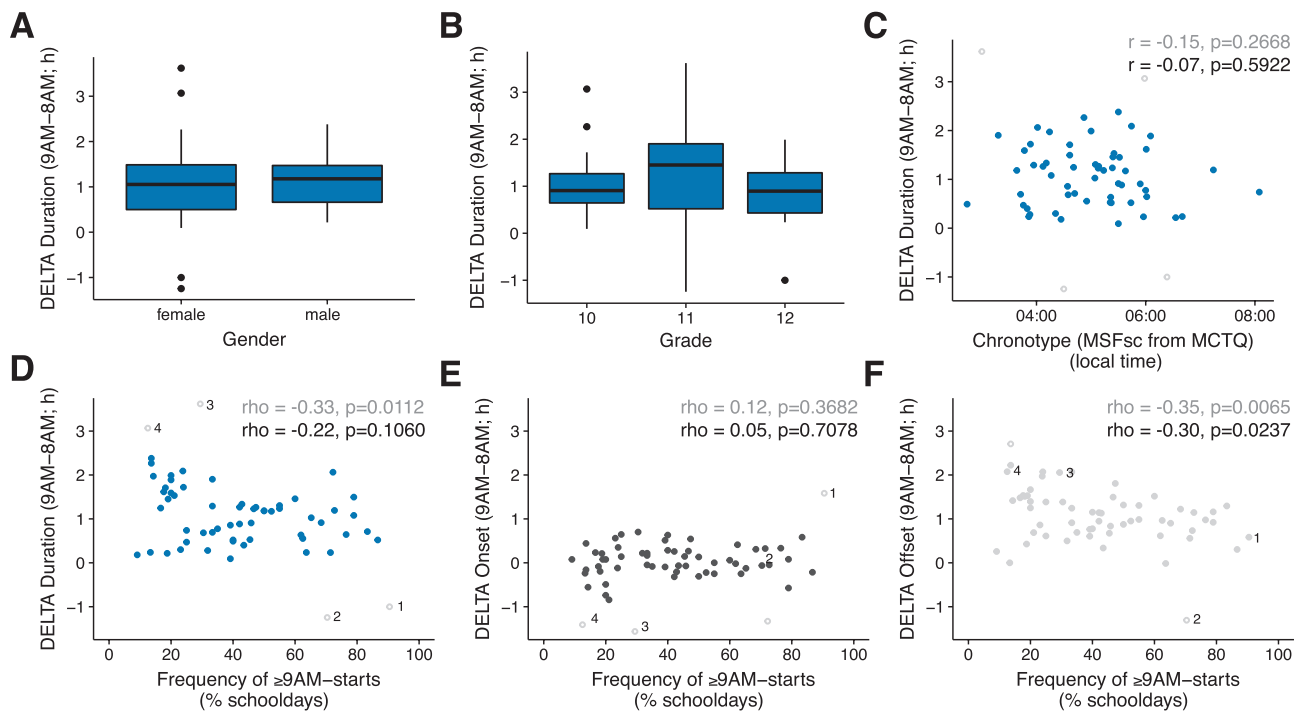 A
DELTA Duration (9AM−8AM; h)
3
2
1
0
−1
female
male
Gender
B
DELTA Duration (9AM−8AM; h)
3
2
1
0
−1
10
11
12
Grade
C
DELTA Duration (9AM−8AM; h)
r = -0.15, p=0.2668
r = -0.07, p=0.5922
3
2
1
0
−1
04:00
06:00
08:00
Chronotype (MSFsc from MCTQ)
(local time)
D
DELTA Duration (9AM−8AM; h)
rho = -0.33, p=0.0112
rho = -0.22, p=0.1060
3
2
1
0
−1
3
4
1
2
0
20
40
60
80
100
Frequency of ≥9AM−starts
(% schooldays)
E
DELTA Onset (9AM−8AM; h)
rho = 0.12, p=0.3682
rho = 0.05, p=0.7078
3
2
1
0
−1
1
2
4
3
0
20
40
60
80
100
Frequency of ≥9AM−starts
(% schooldays)
F
DELTA Offset (9AM−8AM; h)
rho = -0.35, p=0.0065
rho = -0.30, p=0.0237
3
2
1
0
−1
4
3
1
2
0
20
40
60
80
100
Frequency of ≥9AM−starts
(% schooldays)